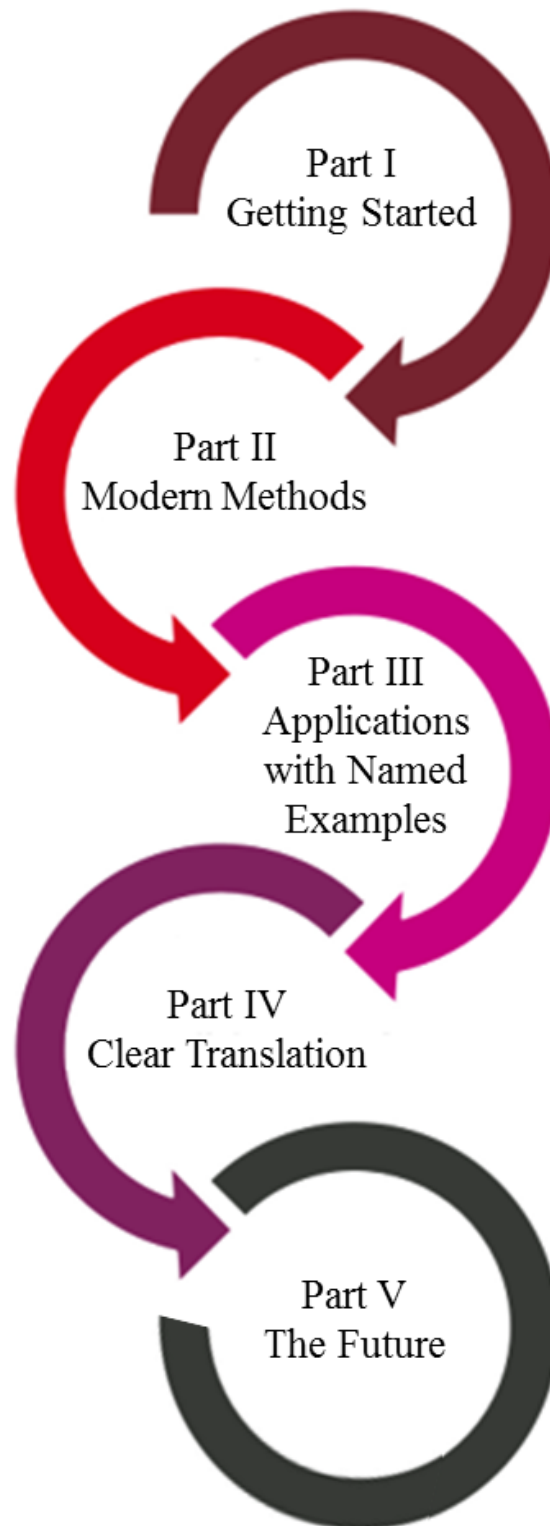 Part I
Getting Started
Part II
Modern Methods
Part III
Applications
with Named
Examples
Part IV
Clear Translation
Part V
The Future